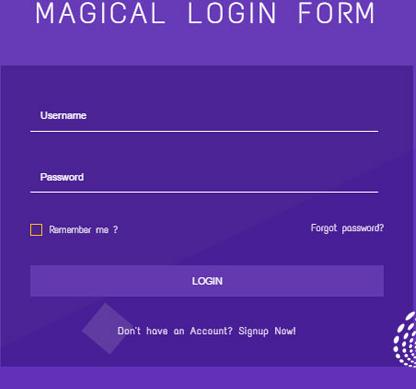 MAGICAL LOGIN FORM
Username
Password
Remember me ?
Forgot password?
LOGIN
Don't have an Account? Signup Now!